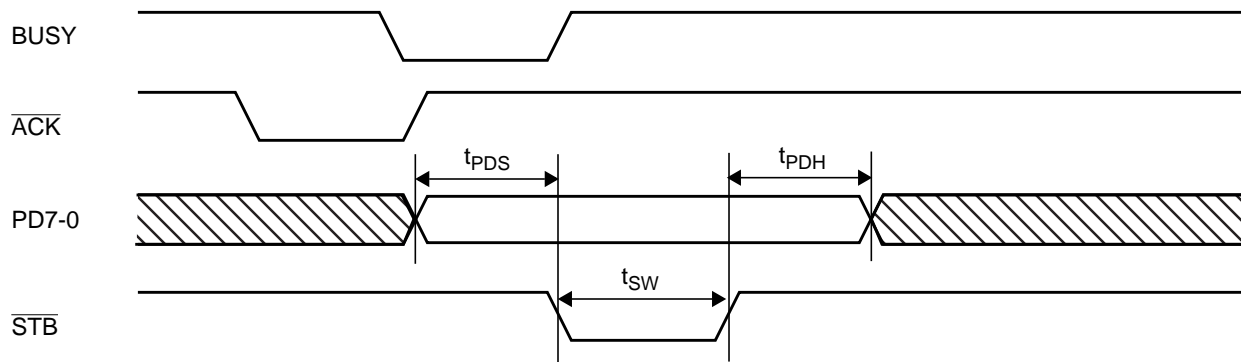 BUSY
ACK
tPDS
tPDH
PD7-0
tSW
STB